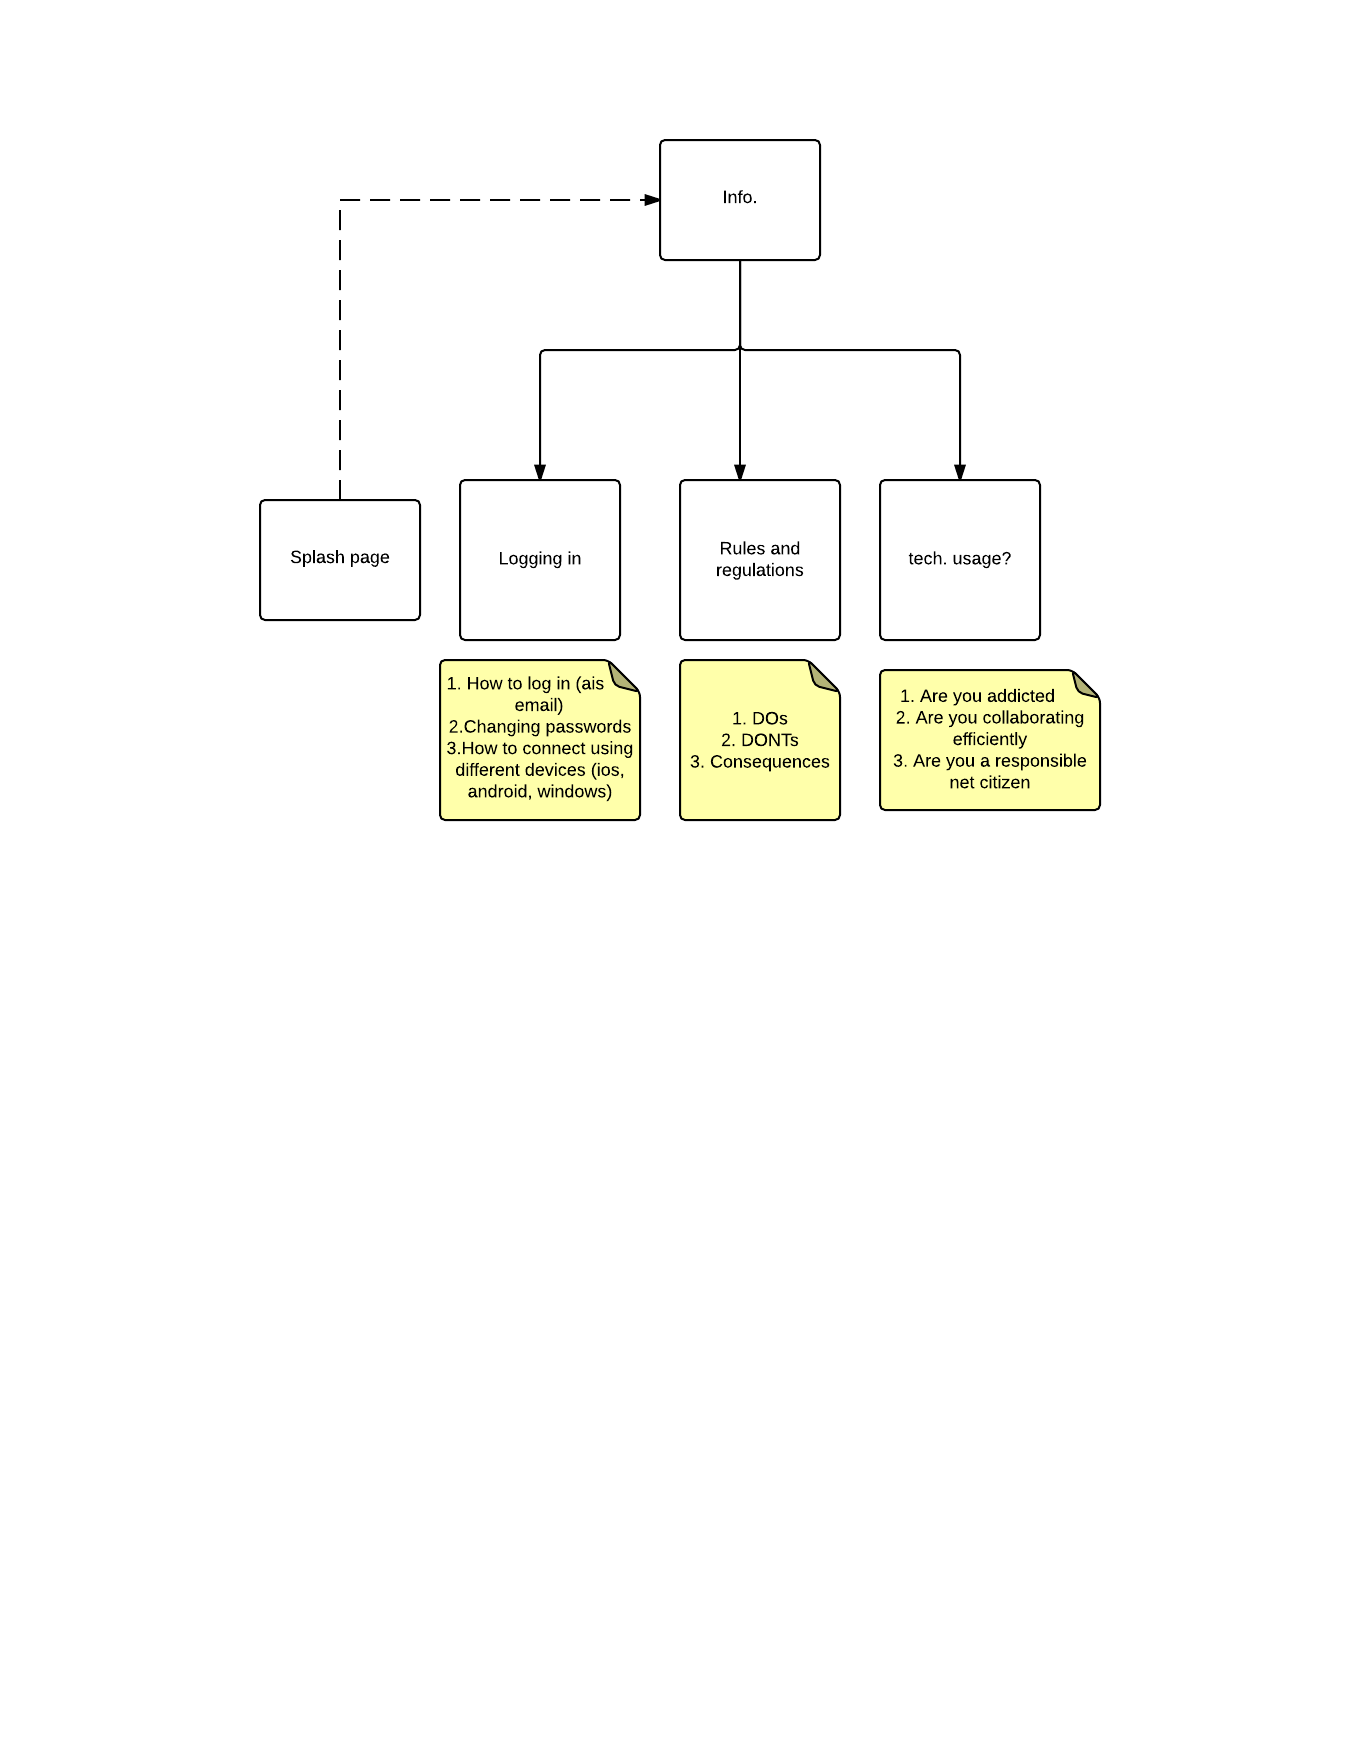 Info.
Splash page
Logging in
Rules and
regulations
tech. usage?
1. How to log in (ais
email)
2.Changing passwords
3.How to connect using
different devices (ios,
android, windows)
1. DOs
2. DONTs
3. Consequences
1. Are you addicted
2. Are you collaborating
efficiently
3. Are you a responsible
net citizen